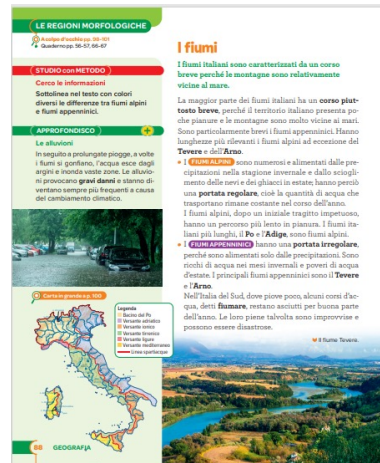 LE REGIONI MORFOLOGICHE
A colpo d'occhio pp. 98-101
Quaderno pp. 56-57, 66-67
STUDIO con METODO
Cerco le informazioni
Sottolinea nel testo con colori
diversi le differenze tra fiumi alpini
e fiumi appenninici.
APPROFONDISCO
Le alluvioni
In seguito a prolungate piogge, a volte
i fiumi si gonfiano, l'acqua esce dagli
argini e inonda vaste zone. Le alluvio-
ni provocano gravi danni e stanno di-
ventando sempre più frequenti a causa
del cambiamento climatico.
Carta in grande a p. 100
Legenda
Bacino del Po
Versante adriatico
Versante ionico
Versante tirrenico
Versante ligure
Versante mediterraneo
Linea spartiacque
88 GEOGRAFIA
I fiumi
I fiumi italiani sono caratterizzati da un corso
breve perché le montagne sono relativamente
vicine al mare.
La maggior parte dei fiumi italiani ha un corso piut-
tosto breve, perché il territorio italiano presenta po-
che pianure e le montagne sono molto vicine ai mari.
Sono particolarmente brevi i fiumi appenninici. Hanno
lunghezze più rilevanti i fiumi alpini ad eccezione del
Tevere e dell'Arno.
• I FIUMI ALPINI sono numerosi e alimentati dalle pre-
cipitazioni nella stagione invernale e dallo sciogli-
mento delle nevi e dei ghiacci in estate; hanno perciò
una portata regolare, cioè la quantità di acqua che
trasportano rimane costante nel corso dell'anno.
I fiumi alpini, dopo un iniziale tragitto impetuoso,
hanno un percorso più lento in pianura. I fiumi ita-
liani più lunghi, il Po e l'Adige, sono fiumi alpini.
• I FIUMI APPENNINICI hanno una portata irregolare,
perché sono alimentati solo dalle precipitazioni. Sono
ricchi di acqua nei mesi invernali e poveri di acqua
d'estate. I principali fiumi appenninici sono il Tevere
e l'Arno.
Nell'Italia del Sud, dove piove poco, alcuni corsi d'ac-
qua, detti fiumare, restano asciutti per buona parte
dell'anno. Le loro piene talvolta sono improvvise e
possono essere disastrose.
Il fiume Tevere.